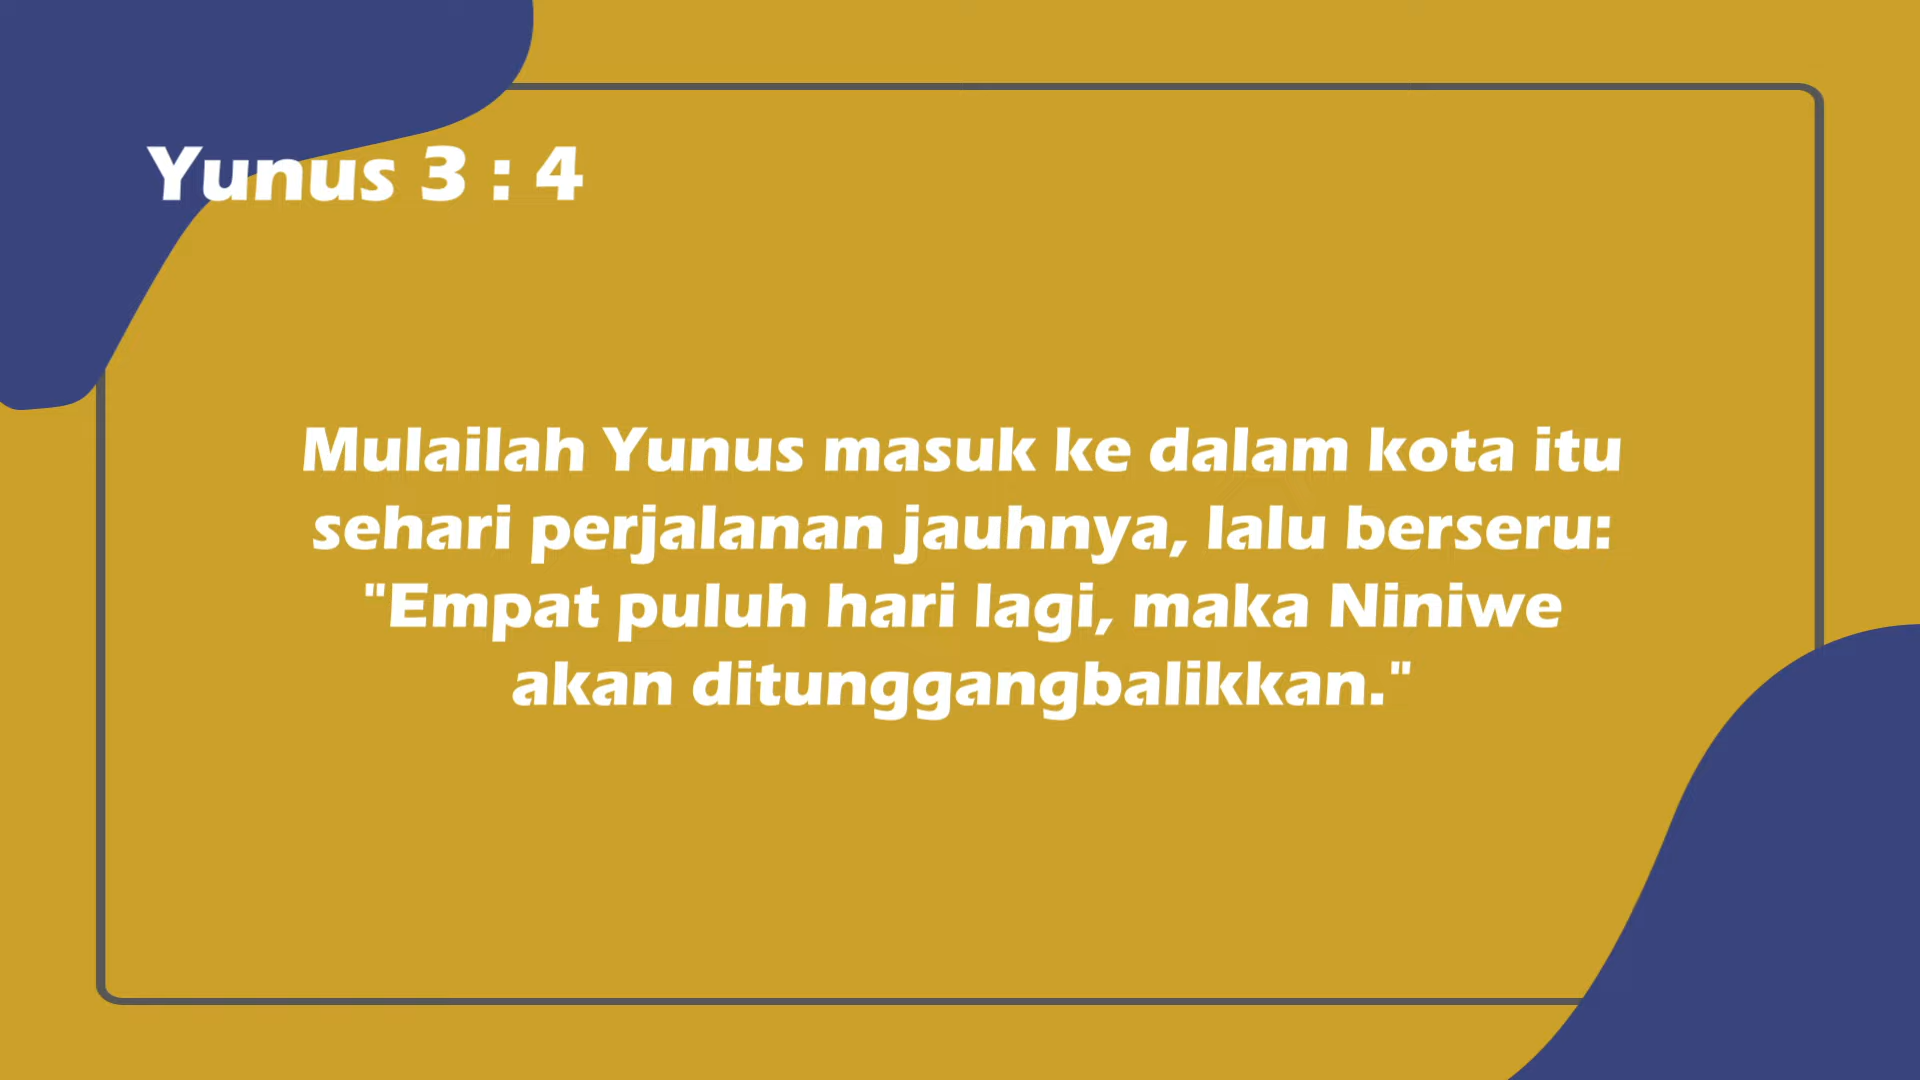 Yunus 3 : 4
Mulailah Yunus masuk ke dalam kota itu
sehari perjalanan jauhnya, lalu berseru:
"Empat puluh hari lagi, maka Niniwe
akan ditunggangbalikkan."